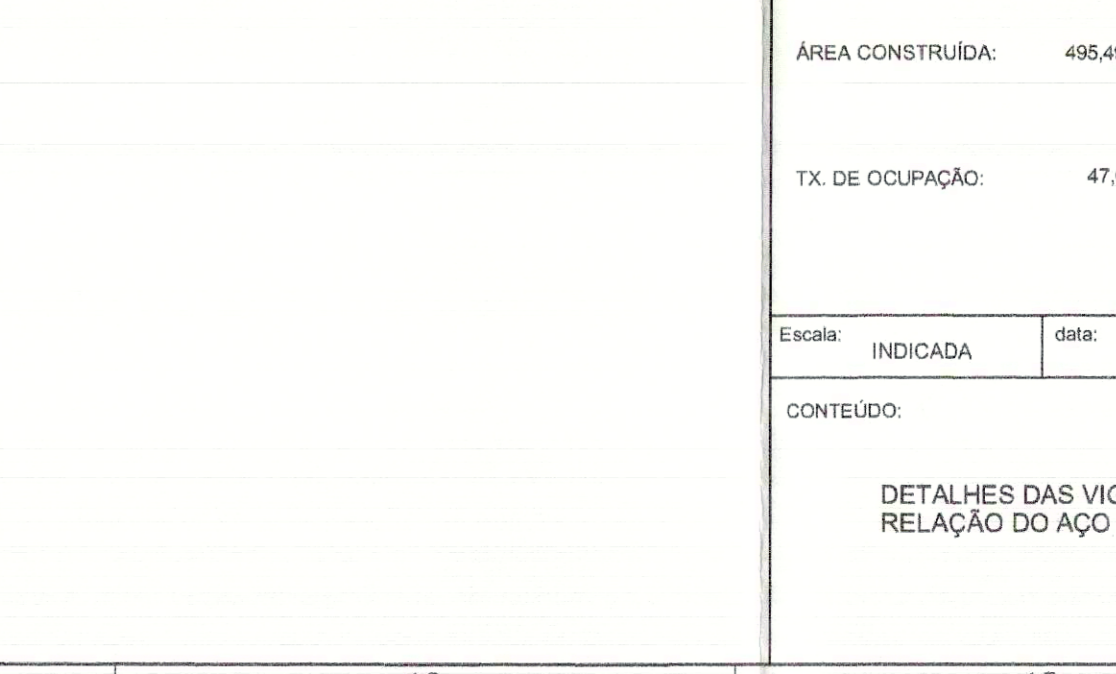 ÁREA CONSTRUÍDA:
TX. DE OCUPAÇÃO:
Escala:
INDICADA
data:
CONTEÚDO:
DETALHES DAS
RELAÇÃO DO AÇO